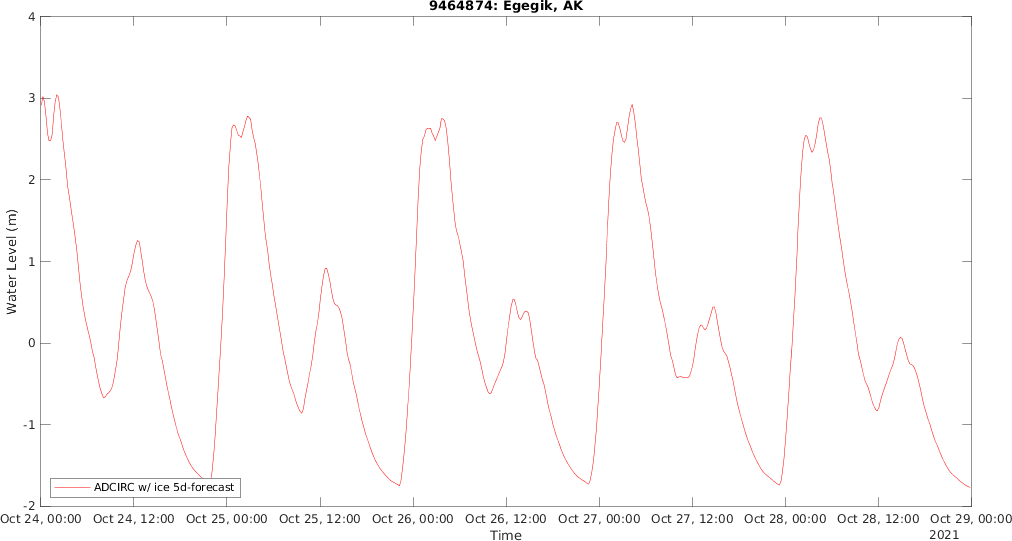 9464874: Egegik, AK
Water Level (m)
4
3
2
1
0
-1
-2
ADCIRC w/ ice 5d-forecast
Oct 24, 00:00 Oct 24, 12:00 Oct 25, 00:00 Oct 25, 12:00 Oct 26, 00:00 Oct 26, 12:00 Oct 27, 00:00 Oct 27, 12:00 Oct 28, 00:00 Oct 28, 12:00 Oct 29, 00:00
Time
2021